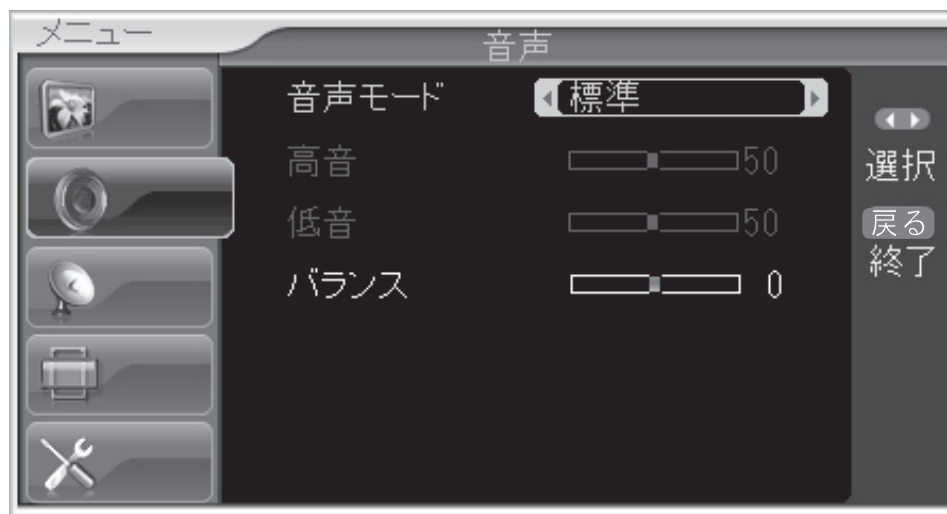 メニュー
音声
音声モード 標準
高音 50
低音 50
バランス 0
選択
戻る
終了